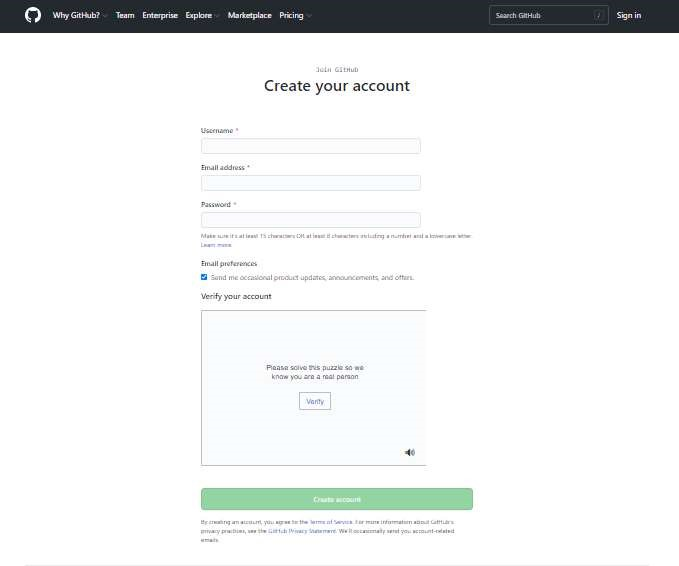 Why GitHub? Team Enterprise Explore Marketplace Pricing Search GitHub / Sign in
Join GitHub
Create your account
Username *
Email address *
Password *
Make sure it's at least 15 characters OR at least 8 characters including a number and a lowercase letter.
Learn more.
Email preferences
Send me occasional product updates, announcements, and offers.
Verify your account
Please solve this puzzle so we
know you are a real person
Verify
Create account
By creating an account, you agree to the Terms of Service. For more information about GitHub's
privacy practices, see the GitHub Privacy Statement. We'll occasionally send you account-related
emails.